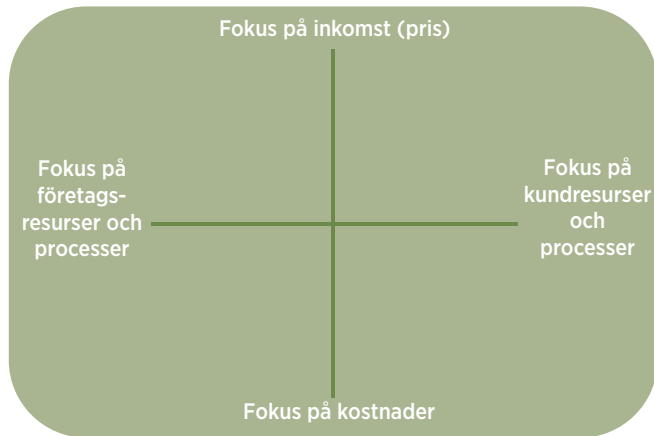 Fokus på inkomst (pris)
Fokus på
företags-
resurser och
processer
Fokus på
kundresurser
och
processer
Fokus på kostnader